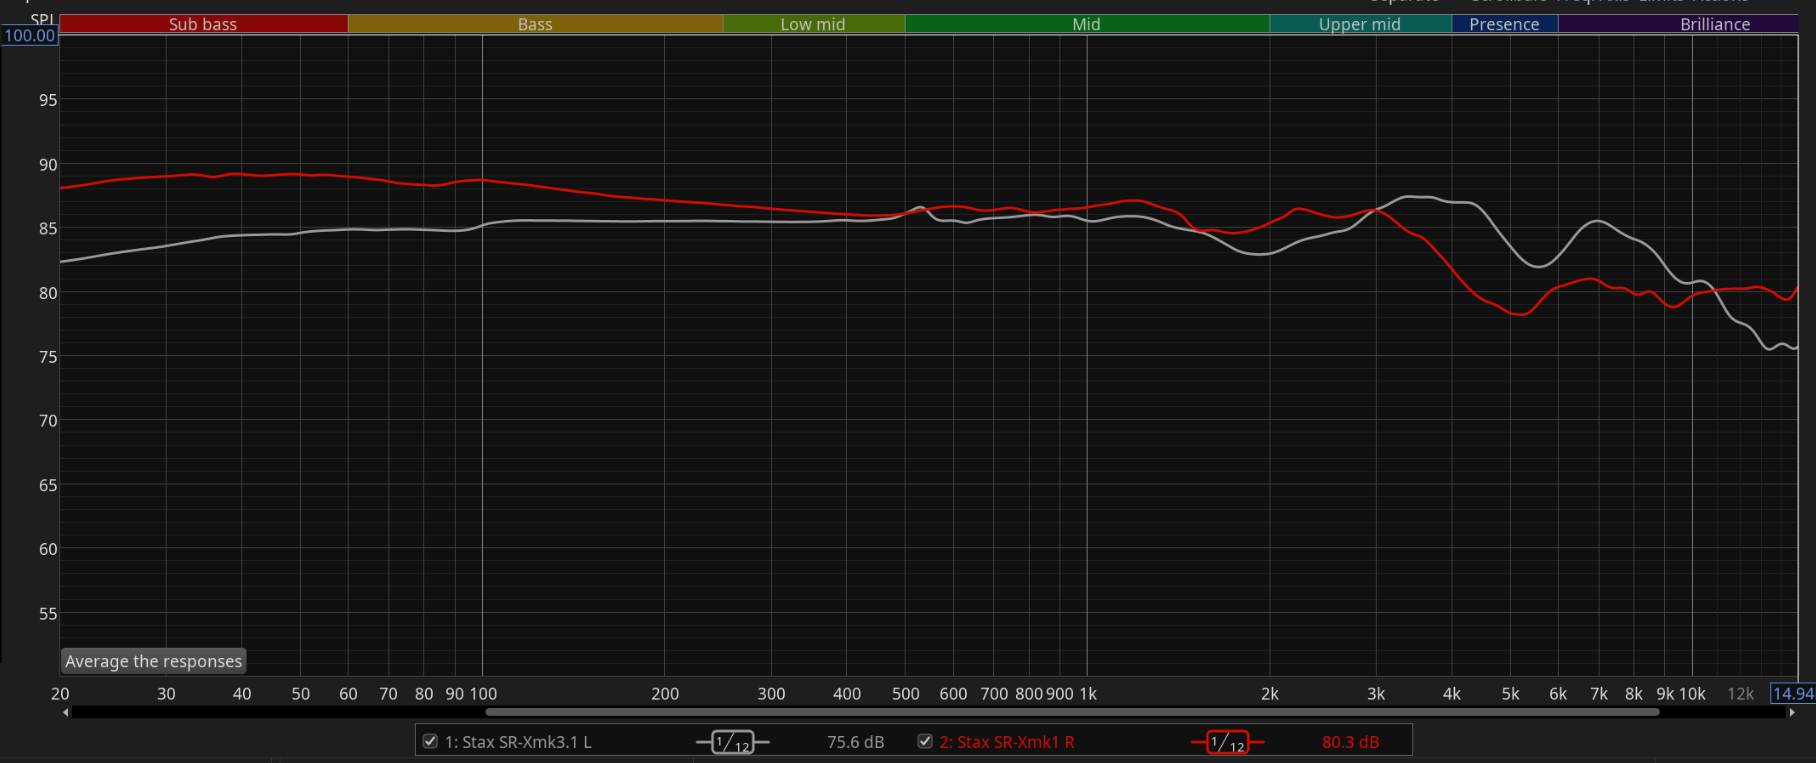 SPL
100.00
Sub bass Bass Low mid Mid Upper mid Presence Brilliance
95
90
85
80
75
70
65
60
55
Average the responses
20 30 40 50 60 70 80 90 100 200 300 400 500 600 700 800 900 1k 2k 3k 4k 5k 6k 7k 8k 9k 10k 12k 14.94
1: Stax SR-Xmk3.1 L 1/12 75.6 dB 2: Stax SR-Xmk1 R 1/12 80.3 dB